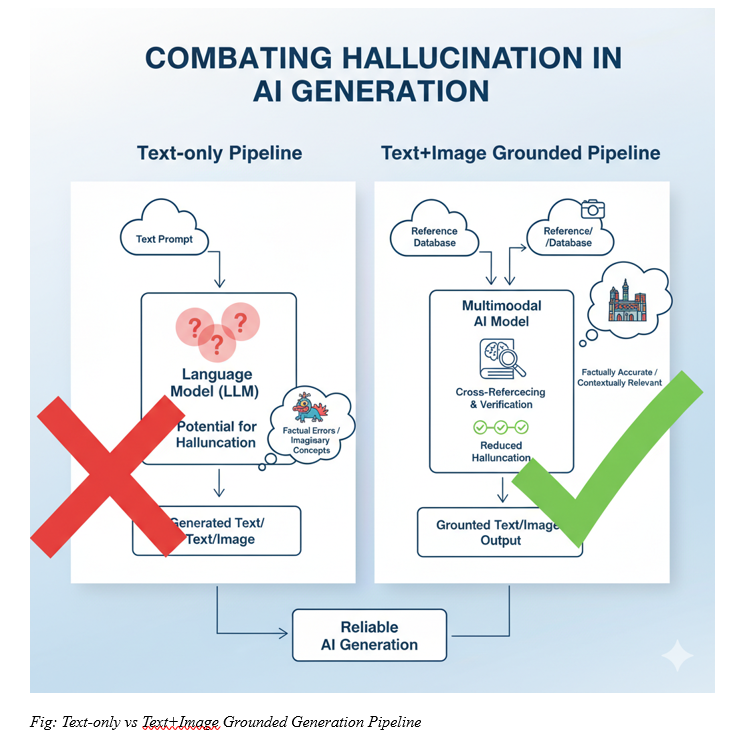 COMBATING HALLUCINATION IN
AI GENERATION
Text-only Pipeline
Text Prompt
? ? ?
Language
Model (LLM)
Potential for
Halluncation
Factual Errors /
Imagisary
Concepts
Generated Text/
Text/Image
Text+Image Grounded Pipeline
Reference
Database
Reference/
/Database
Multimoodal
AI Model
Cross-Refercecing
& Verification
Reduced
Halluncation
Factually Accurate /
Contextually Relevant
Grounted Text/Image
Output
Reliable
AI Generation
Fig: Text-only vs Text+Image Grounded Generation Pipeline